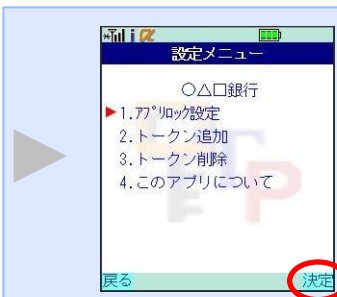 i α
設定メニュー
○△□銀行
▶1.ｱﾌﾟﾘﾛｯｸ設定
2.トークン追加
3.トークン削除
4.このアプリについて
戻る 決定